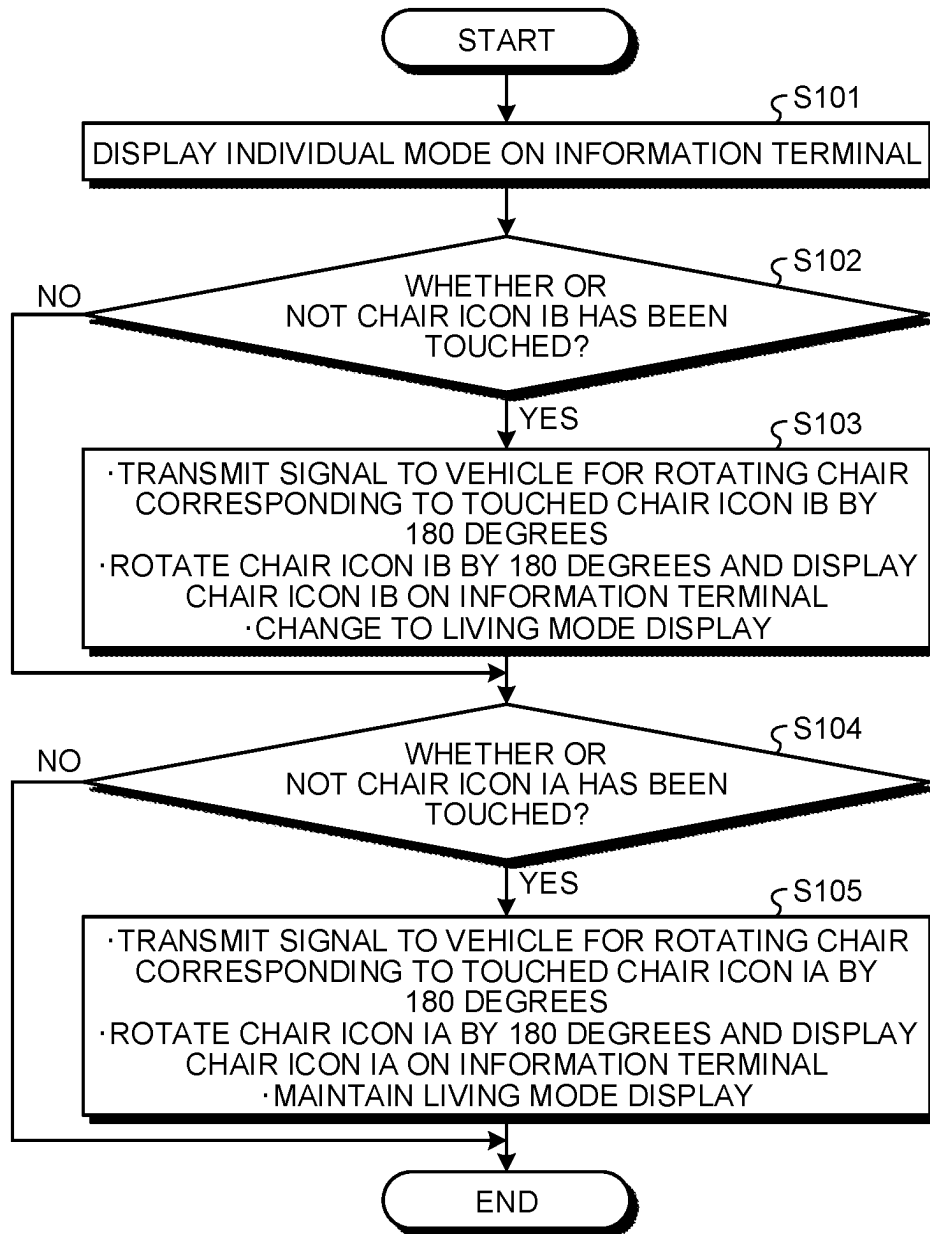 START
S101
DISPLAY INDIVIDUAL MODE ON INFORMATION TERMINAL
S102
NO
WHETHER OR
NOT CHAIR ICON IB HAS BEEN
TOUCHED?
YES
S103
·TRANSMIT SIGNAL TO VEHICLE FOR ROTATING CHAIR
CORRESPONDING TO TOUCHED CHAIR ICON IB BY
180 DEGREES
·ROTATE CHAIR ICON IB BY 180 DEGREES AND DISPLAY
CHAIR ICON IB ON INFORMATION TERMINAL
·CHANGE TO LIVING MODE DISPLAY
S104
NO
WHETHER OR
NOT CHAIR ICON IA HAS BEEN
TOUCHED?
YES
S105
·TRANSMIT SIGNAL TO VEHICLE FOR ROTATING CHAIR
CORRESPONDING TO TOUCHED CHAIR ICON IA BY
180 DEGREES
·ROTATE CHAIR ICON IA BY 180 DEGREES AND DISPLAY
CHAIR ICON IA ON INFORMATION TERMINAL
·MAINTAIN LIVING MODE DISPLAY
END